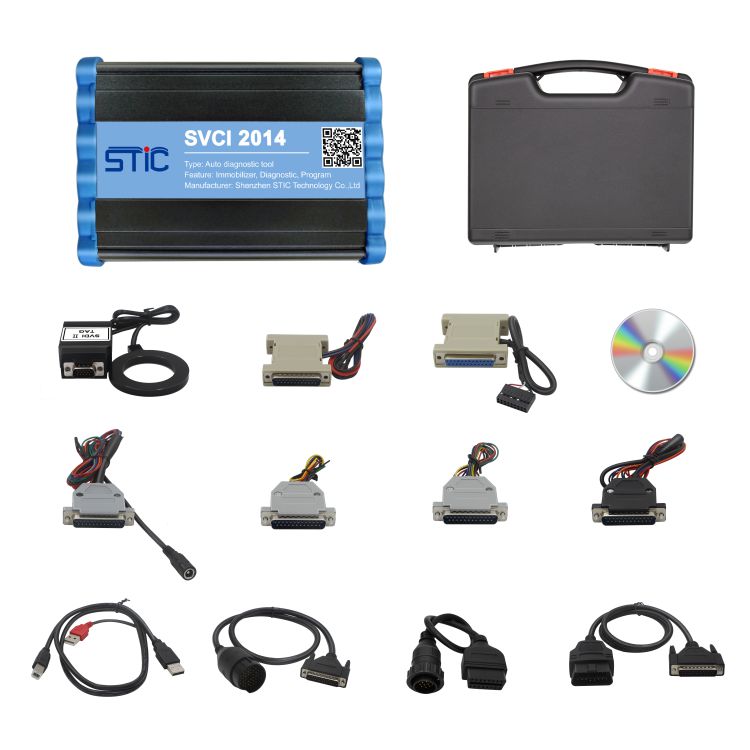 SVCI 2014
STIC
Type: Auto diagnostic tool
Feature: Immobilizer, Diagnostic, Program
Manufacturer: Shenzhen STIC Technology Co.,Ltd
SVDI II
TAG